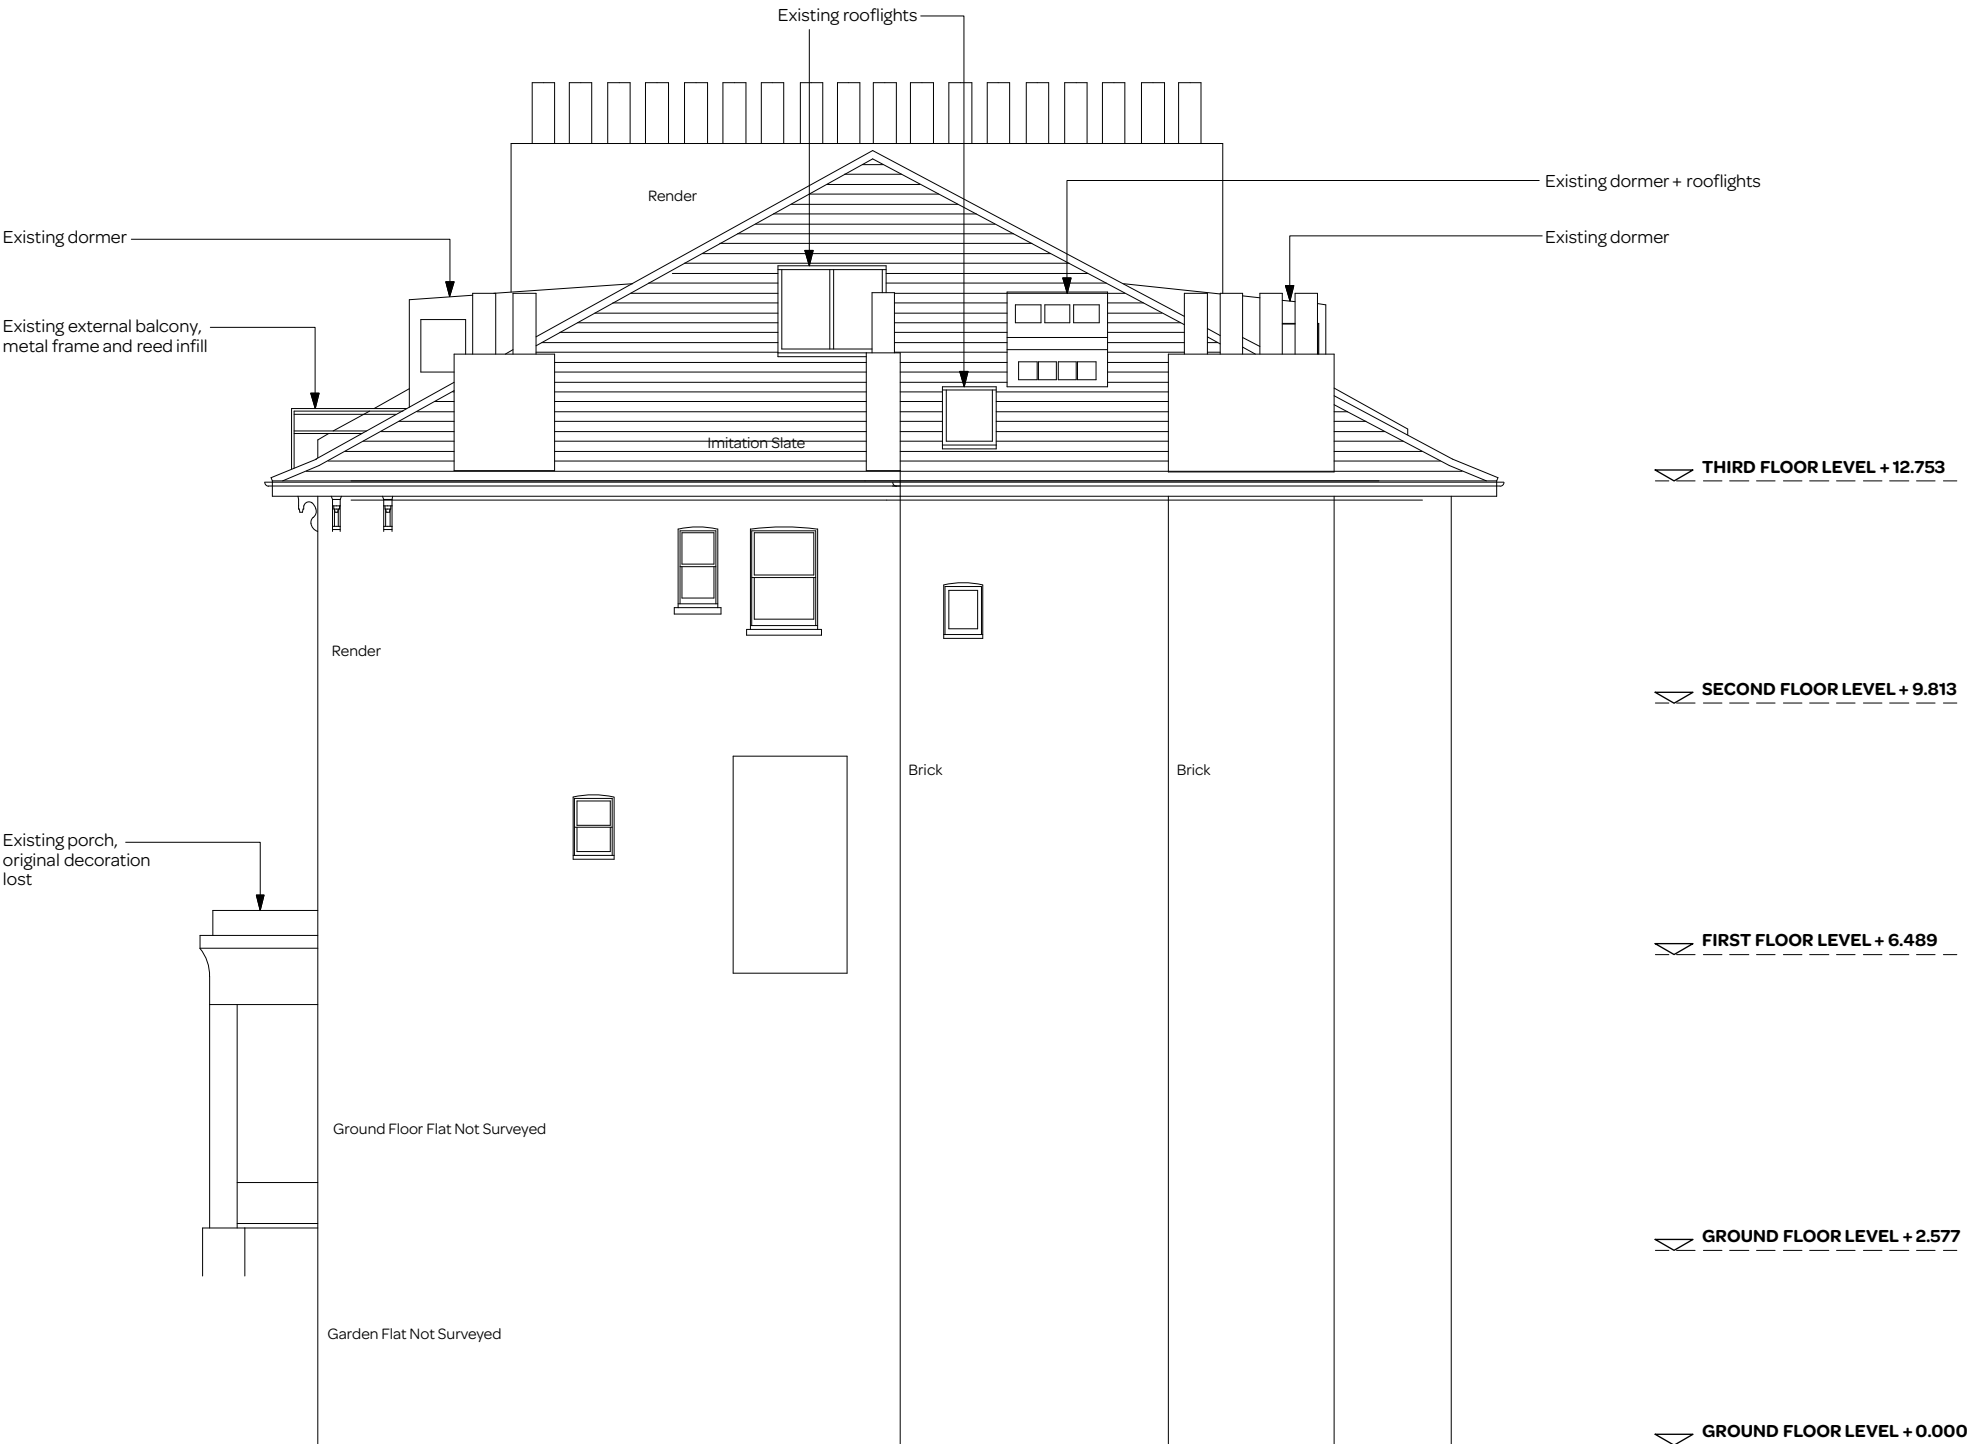 Existing rooflights
Render
Existing dormer + rooflights
Existing dormer
Existing dormer
Existing external balcony,
metal frame and reed infill
Imitation Slate
THIRD FLOOR LEVEL + 12.753
Render
SECOND FLOOR LEVEL + 9.813
Brick
Brick
Existing porch,
original decoration
lost
FIRST FLOOR LEVEL + 6.489
Ground Floor Flat Not Surveyed
GROUND FLOOR LEVEL + 2.577
Garden Flat Not Surveyed
GROUND FLOOR LEVEL + 0.000